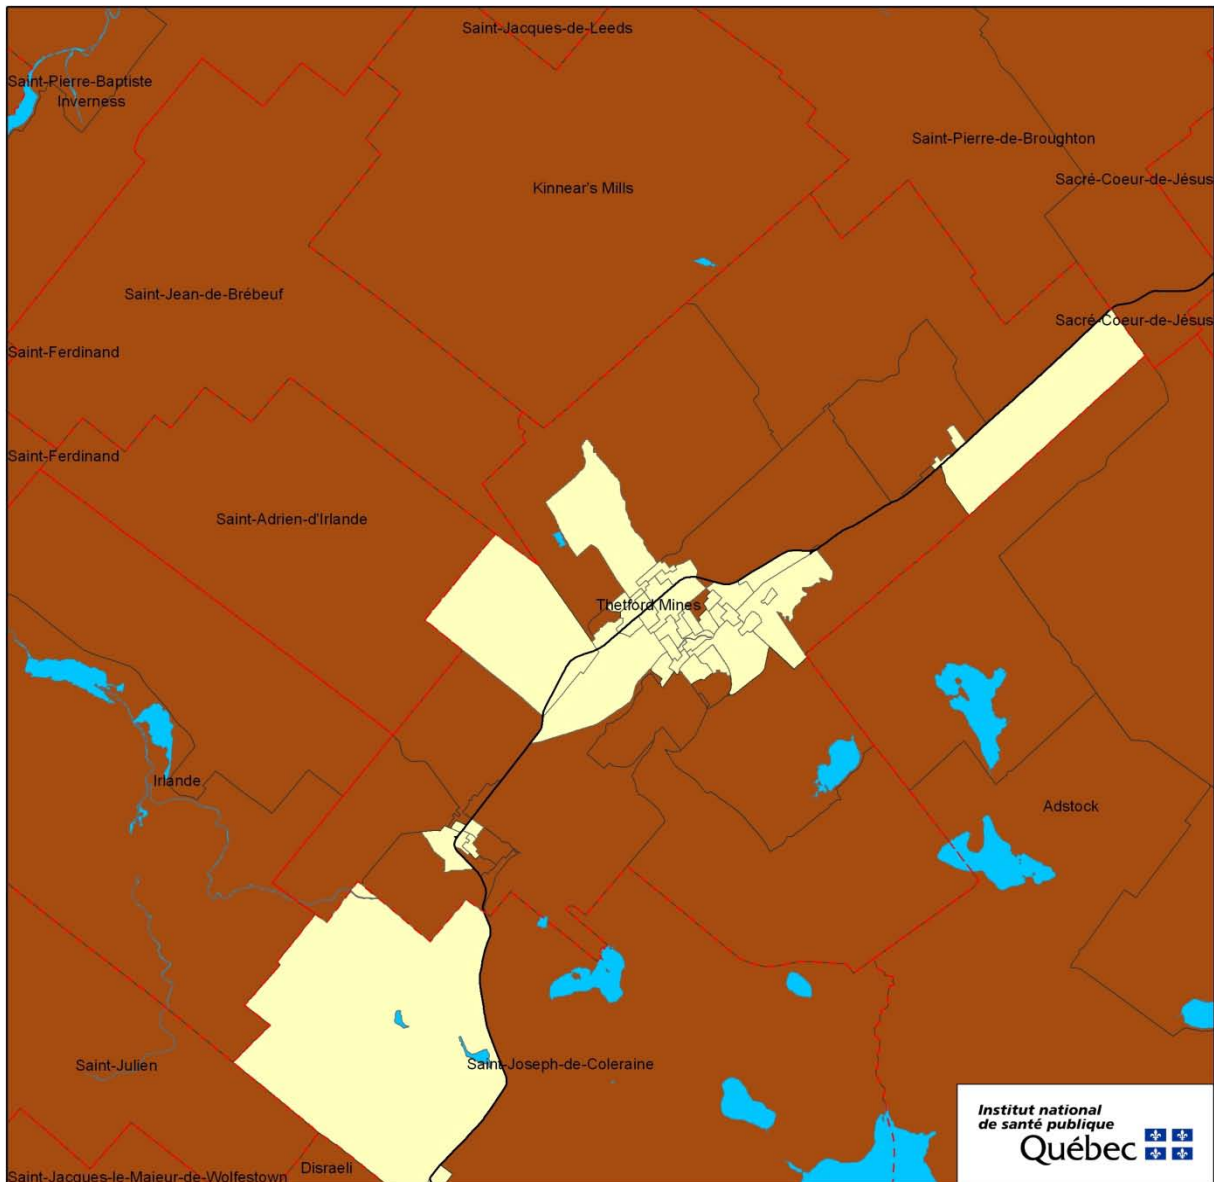 Saint-Jacques-de-Leeds
Saint-Pierre-Baptiste
Inverness
Saint-Pierre-de-Broughton
Sacré-Coeur-de-Jésus
Kinnear's Mills
Saint-Jean-de-Brébeuf
Sacré-Coeur-de-Jésus
Saint-Ferdinand
Saint-Ferdinand
Saint-Adrien-d'Irlande
Thetford Mines
Irlande
Adstock
Saint-Julien
Saint-Joseph-de-Coleraine
Institut national
de santé publique
Québec
Disraeli
Saint-Jacques-le-Majeur-de-Wolfestown